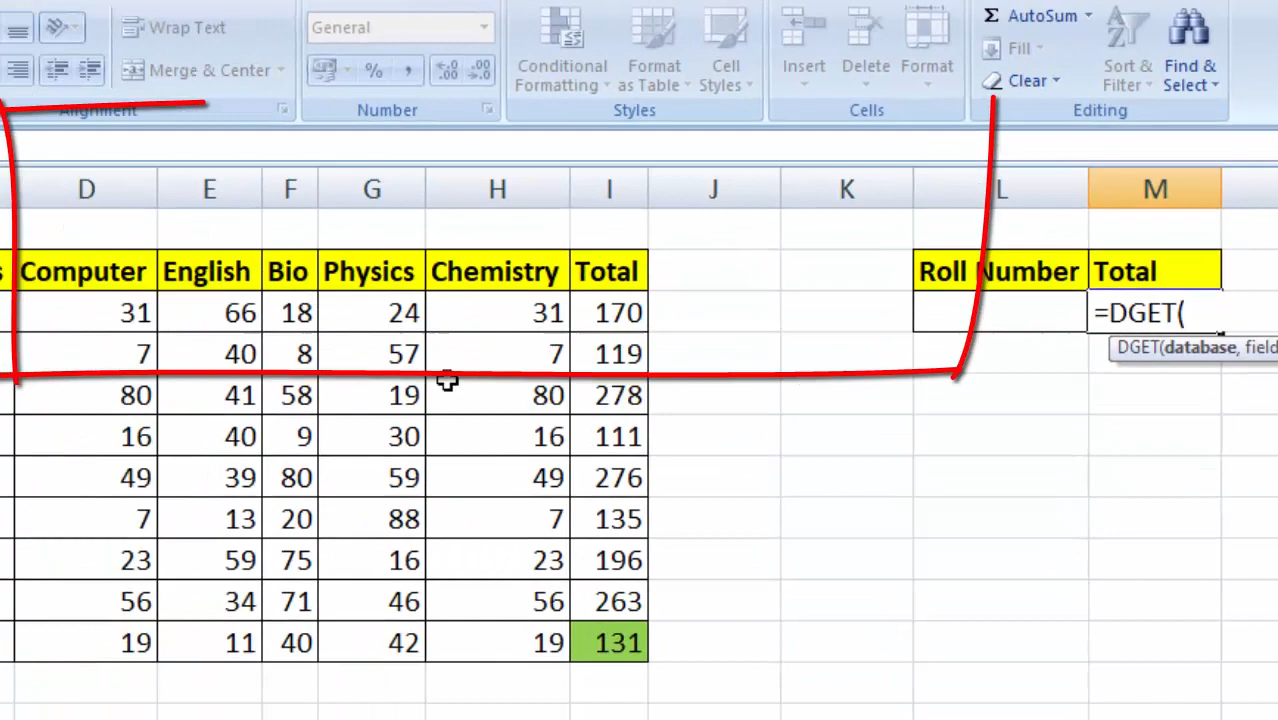 Wrap Text General AutoSum
Fill
Merge & Center % , Conditional Formatting Format as Table Cell Styles Insert Delete Format Clear Sort & Filter Find & Select
Alignment Number Styles Cells Editing
D E F G H I J K L M
s Computer English Bio Physics Chemistry Total Roll Number Total
31 66 18 24 31 170 =DGET(
7 40 8 57 7 119 DGET(database, field
80 41 58 19 80 278
16 40 9 30 16 111
49 39 80 59 49 276
7 13 20 88 7 135
23 59 75 16 23 196
56 34 71 46 56 263
19 11 40 42 19 131